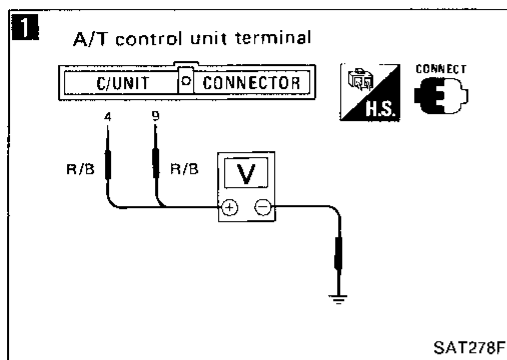 1
A/T control unit terminal
C/UNIT CONNECTOR
H.S.
CONNECT
4 9
R/B R/B
V
+ −
SAT278F